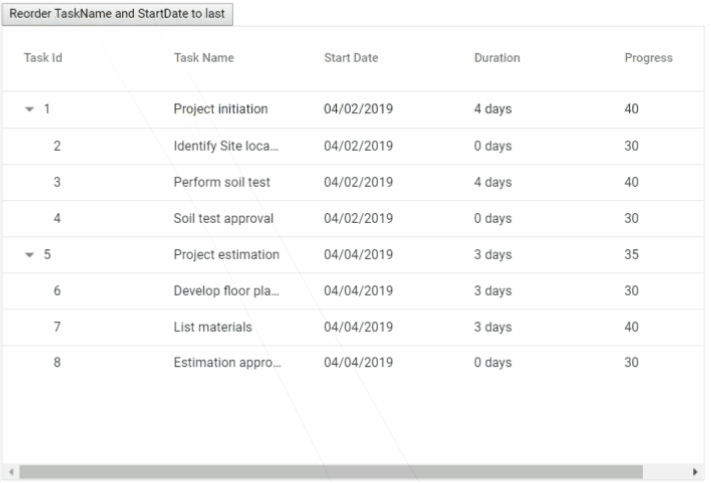 Reorder TaskName and StartDate to last
Task Id Task Name Start Date Duration Progress
1 Project initiation 04/02/2019 4 days 40
2 Identify Site loca... 04/02/2019 0 days 30
3 Perform soil test 04/02/2019 4 days 40
4 Soil test approval 04/02/2019 0 days 30
5 Project estimation 04/04/2019 3 days 35
6 Develop floor pla... 04/04/2019 3 days 30
7 List materials 04/04/2019 3 days 40
8 Estimation appro... 04/04/2019 0 days 30